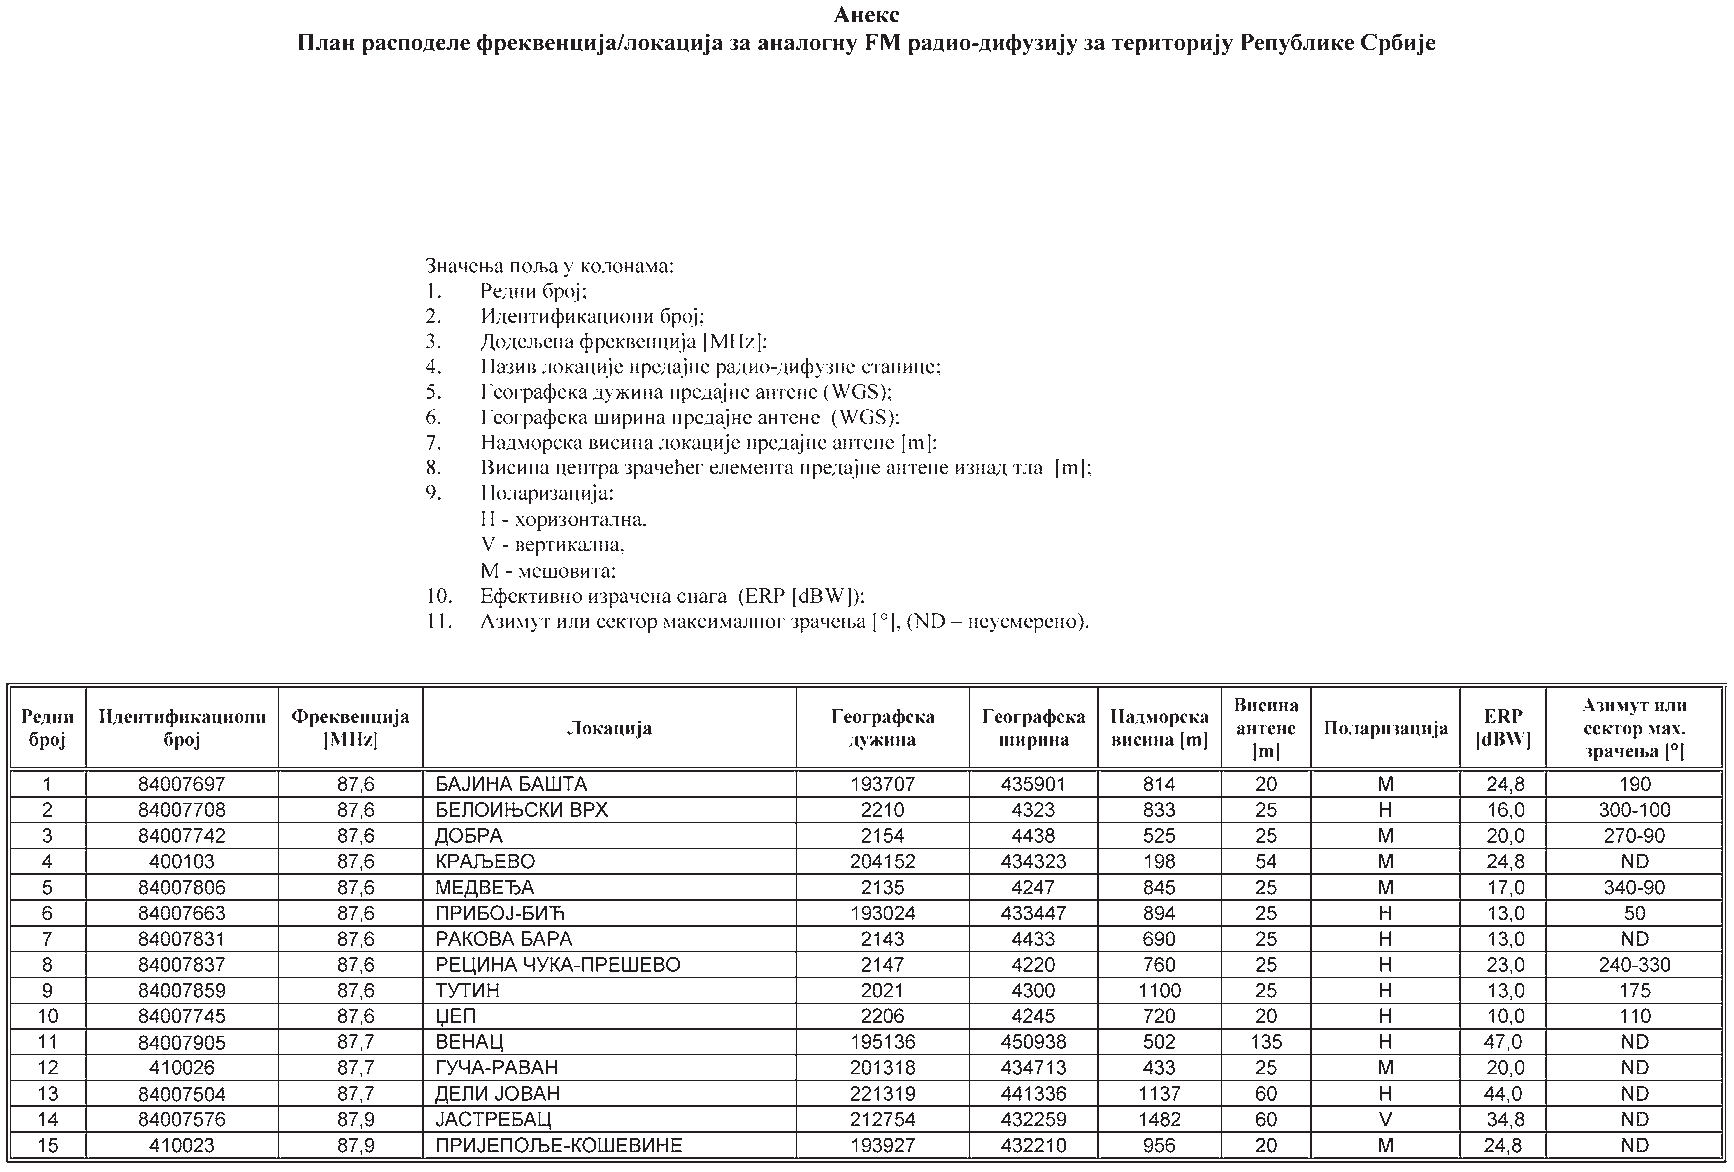 Анекс
План расподеле фреквенција/локација за аналогну FM радио-дифузију за територију Републике Србије
Значења поља у колонама:
1. Редни број;
2. Идентификациони број;
3. Додељена фреквенција [MHz];
4. Назив локације предајне радио-дифузне станице;
5. Географска дужина предајне антене (WGS);
6. Географска ширина предајне антене (WGS);
7. Надморска висина локације предајне антене [m];
8. Висина центра зрачећег елемента предајне антене изнад тла [m];
9. Поларизација:
H - хоризонтална,
V - вертикална,
M - мешовита;
10. Ефективно израчена снага (ERP [dBW]);
11. Азимут или сектор максималног зрачења [°], (ND – неусмерено).
Редни број Идентификациони број Фреквенција [MHz] Локација Географска дужина Географска ширина Надморска висина [m] Висина антене [m] Поларизација ERP [dBW] Азимут или сектор мах. зрачења [°]
1 84007697 87,6 БАЈИНА БАШТА 193707 435901 814 20 M 24,8 190
2 84007708 87,6 БЕЛОИЊСКИ ВРХ 2210 4323 833 25 H 16,0 300-100
3 84007742 87,6 ДОБРА 2154 4438 525 25 M 20,0 270-90
4 400103 87,6 КРАЉЕВО 204152 434323 198 54 M 24,8 ND
5 84007806 87,6 МЕДВЕЂА 2135 4247 845 25 M 17,0 340-90
6 84007663 87,6 ПРИБОЈ-БИЋ 193024 433447 894 25 H 13,0 50
7 84007831 87,6 РАКОВА БАРА 2143 4433 690 25 H 13,0 ND
8 84007837 87,6 РЕЦИНА ЧУКА-ПРЕШЕВО 2147 4220 760 25 H 23,0 240-330
9 84007859 87,6 ТУТИН 2021 4300 1100 25 H 13,0 175
10 84007745 87,6 ЏЕП 2206 4245 720 20 H 10,0 110
11 84007905 87,7 ВЕНАЦ 195136 450938 502 135 H 47,0 ND
12 410026 87,7 ГУЧА-РАВАН 201318 434713 433 25 M 20,0 ND
13 84007504 87,7 ДЕЛИ ЈОВАН 221319 441336 1137 60 H 44,0 ND
14 84007576 87,9 ЈАСТРЕБАЦ 212754 432259 1482 60 V 34,8 ND
15 410023 87,9 ПРИЈЕПОЉЕ-КОШЕВИНЕ 193927 432210 956 20 M 24,8 ND